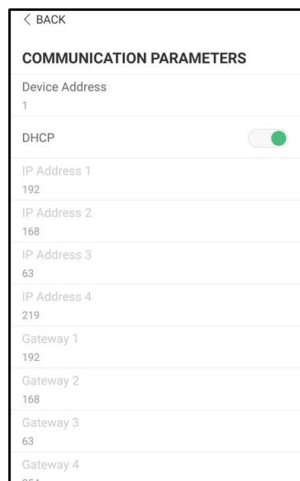 < BACK
COMMUNICATION PARAMETERS
Device Address
1
DHCP
IP Address 1
192
IP Address 2
168
IP Address 3
63
IP Address 4
219
Gateway 1
192
Gateway 2
168
Gateway 3
63
Gateway 4